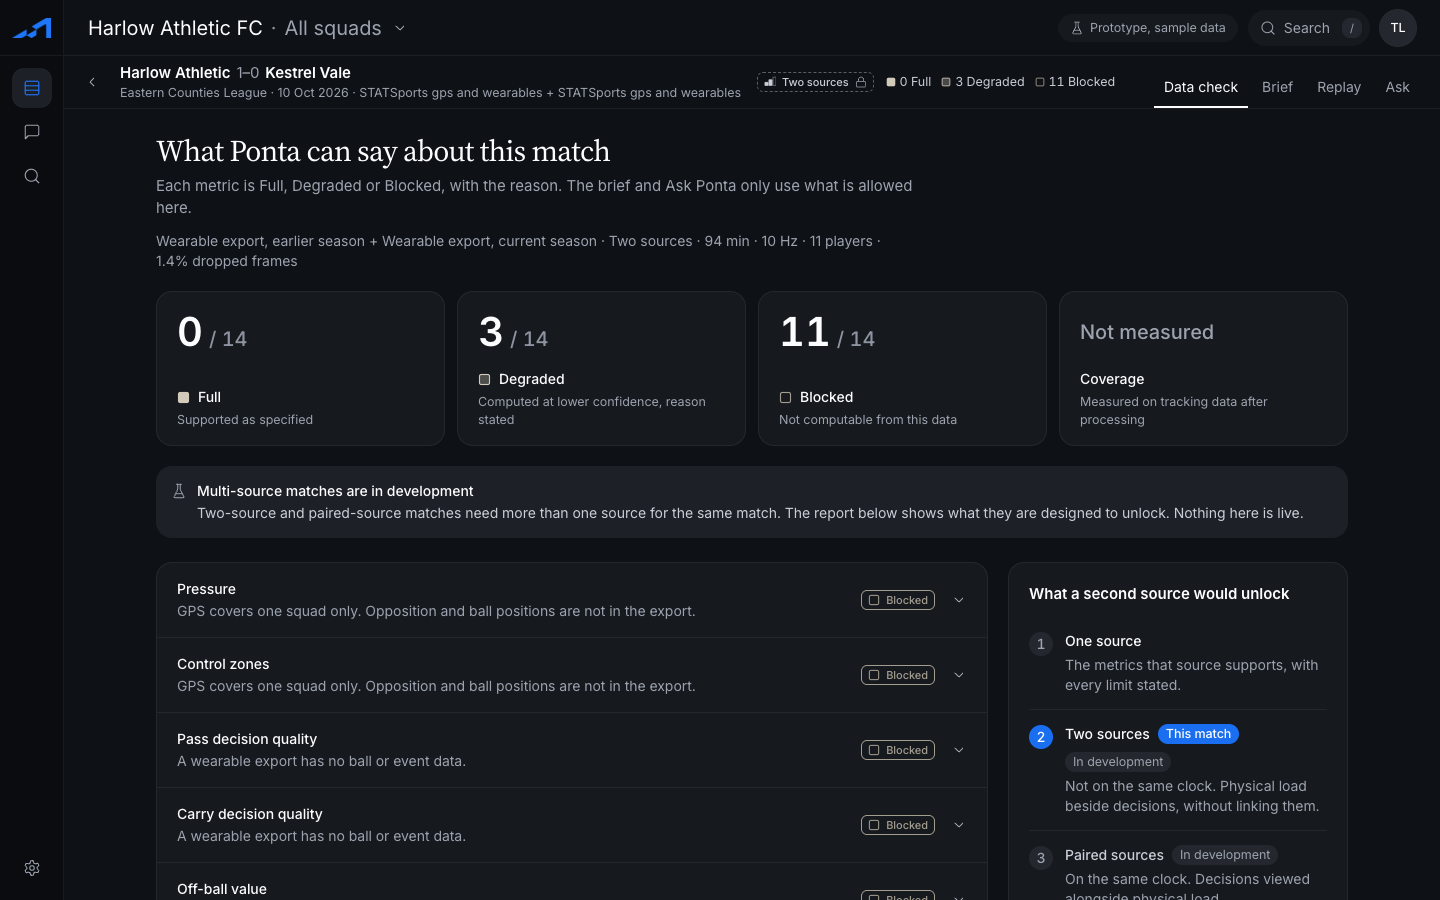 Harlow Athletic FC · All squads
Prototype, sample data
Search /
TL
Harlow Athletic 1–0 Kestrel Vale
Eastern Counties League · 10 Oct 2026 · STATSports gps and wearables + STATSports gps and wearables
Two sources
0 Full
3 Degraded
11 Blocked
Data check
Brief
Replay
Ask
What Ponta can say about this match
Each metric is Full, Degraded or Blocked, with the reason. The brief and Ask Ponta only use what is allowed
here.
Wearable export, earlier season + Wearable export, current season · Two sources · 94 min · 10 Hz · 11 players ·
1.4% dropped frames
0 / 14
Full
Supported as specified
3 / 14
Degraded
Computed at lower confidence, reason
stated
11 / 14
Blocked
Not computable from this data
Not measured
Coverage
Measured on tracking data after
processing
Multi-source matches are in development
Two-source and paired-source matches need more than one source for the same match. The report below shows what they are designed to unlock. Nothing here is live.
Pressure
GPS covers one squad only. Opposition and ball positions are not in the export.
Blocked
Control zones
GPS covers one squad only. Opposition and ball positions are not in the export.
Blocked
Pass decision quality
A wearable export has no ball or event data.
Blocked
Carry decision quality
A wearable export has no ball or event data.
Blocked
Off-ball value
Blocked
What a second source would unlock
1
One source
The metrics that source supports, with
every limit stated.
2
Two sources This match
In development
Not on the same clock. Physical load
beside decisions, without linking them.
3
Paired sources In development
On the same clock. Decisions viewed
alongside physical load.